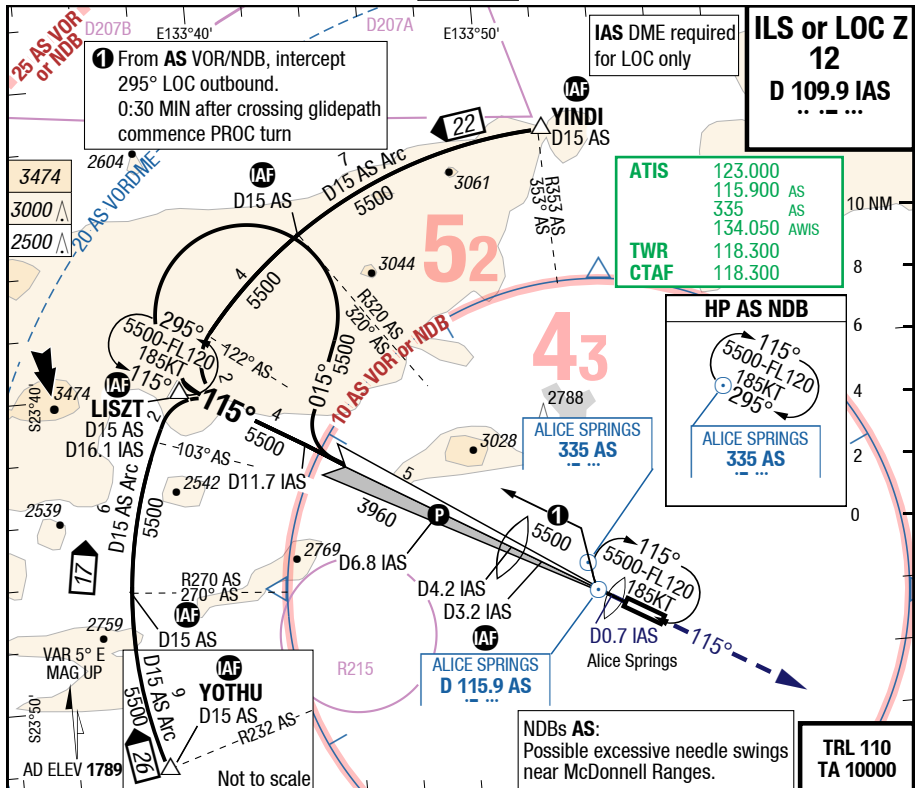 E133°40'
D207B
D207A
E133°50'
25 AS VOR
or NDB
1 From AS VOR/NDB, intercept
295° LOC outbound.
0:30 MIN after crossing glidepath
commence PROC turn
IAS DME required
for LOC only
ILS or LOC Z
12
D 109.9 IAS
IAF
YINDI
D15 AS
22
7
D15 AS Arc
5500
R353 AS
353° AS
3061
2604
3474
3000
2500
20 AS VORDME
IAF
D15 AS
ATIS 123.000
115.900 AS
335 AS
134.050 AWIS
TWR 118.300
CTAF 118.300
10 NM
8
6
4
2
0
52
43
3044
4
5500
R320 AS
320° AS
5500
015°
10 AS VOR or NDB
HP AS NDB
115°
5500-FL120
185KT
295°
ALICE SPRINGS
335 AS
295°
5500-FL120
185KT
115°
122° AS
2
S23°40'
3474
IAF
LISZT
D15 AS
D16.1 IAS
115°
4
5500
2788
ALICE SPRINGS
335 AS
3028
2
103° AS
D11.7 IAS
5
2542
2539
6
D15 AS Arc
5500
3960
P
1
5500
D6.8 IAS
2769
115°
5500-FL120
185KT
D4.2 IAS
D3.2 IAS
17
R270 AS
270° AS
IAF
D15 AS
D0.7 IAS
Alice Springs
115°
2759
VAR 5° E
MAG UP
IAF
ALICE SPRINGS
D 115.9 AS
R215
IAF
YOTHU
D15 AS
9
D15 AS Arc
5500
R232 AS
S23°50'
26
AD ELEV 1789
Not to scale
NDBs AS:
Possible excessive needle swings
near McDonnell Ranges.
TRL 110
TA 10000